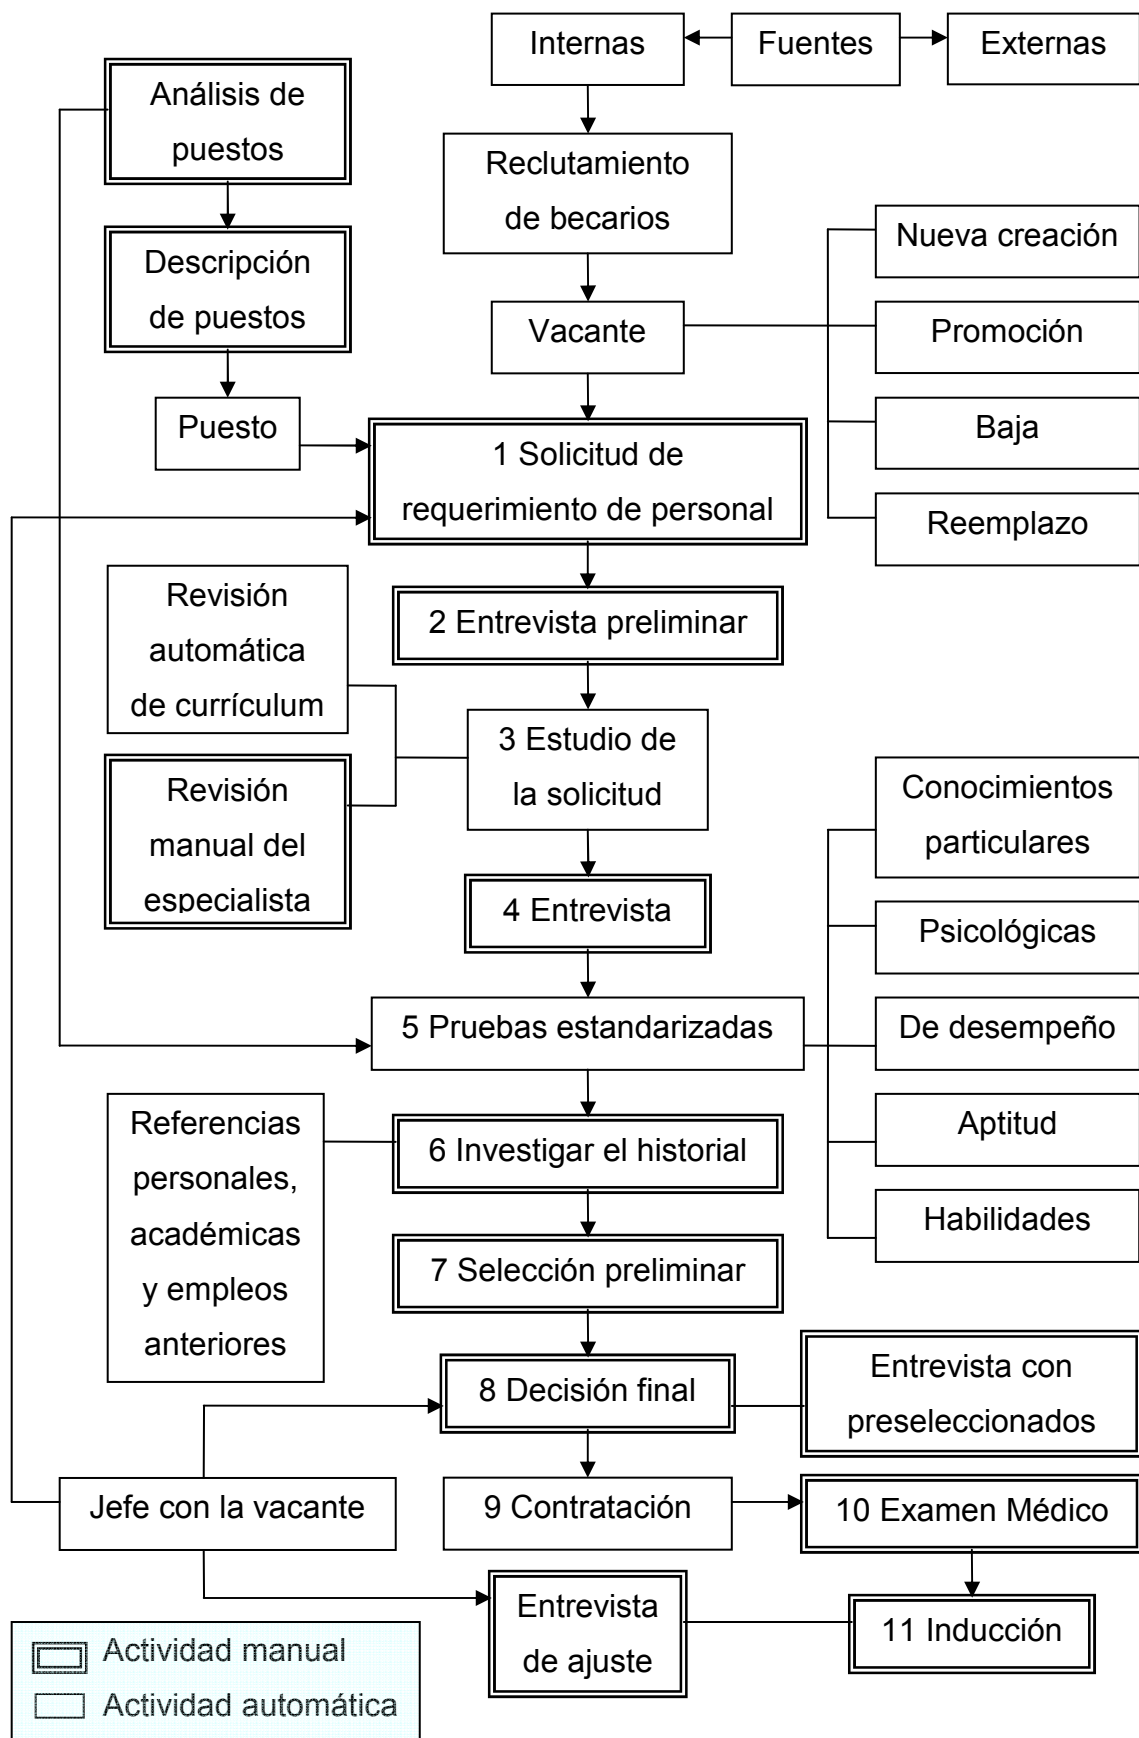 Internas
Fuentes
Externas
Análisis de
puestos
Reclutamiento
de becarios
Nueva creación
Descripción
de puestos
Vacante
Promoción
Puesto
Baja
1 Solicitud de
requerimiento de personal
Reemplazo
Revisión
automática
de currículum
2 Entrevista preliminar
3 Estudio de
la solicitud
Revisión
manual del
especialista
Conocimientos
particulares
4 Entrevista
Psicológicas
5 Pruebas estandarizadas
De desempeño
Referencias
personales,
académicas
y empleos
anteriores
6 Investigar el historial
Aptitud
Habilidades
7 Selección preliminar
8 Decisión final
Entrevista con
preseleccionados
Jefe con la vacante
9 Contratación
10 Examen Médico
Entrevista
de ajuste
11 Inducción
Actividad manual
Actividad automática